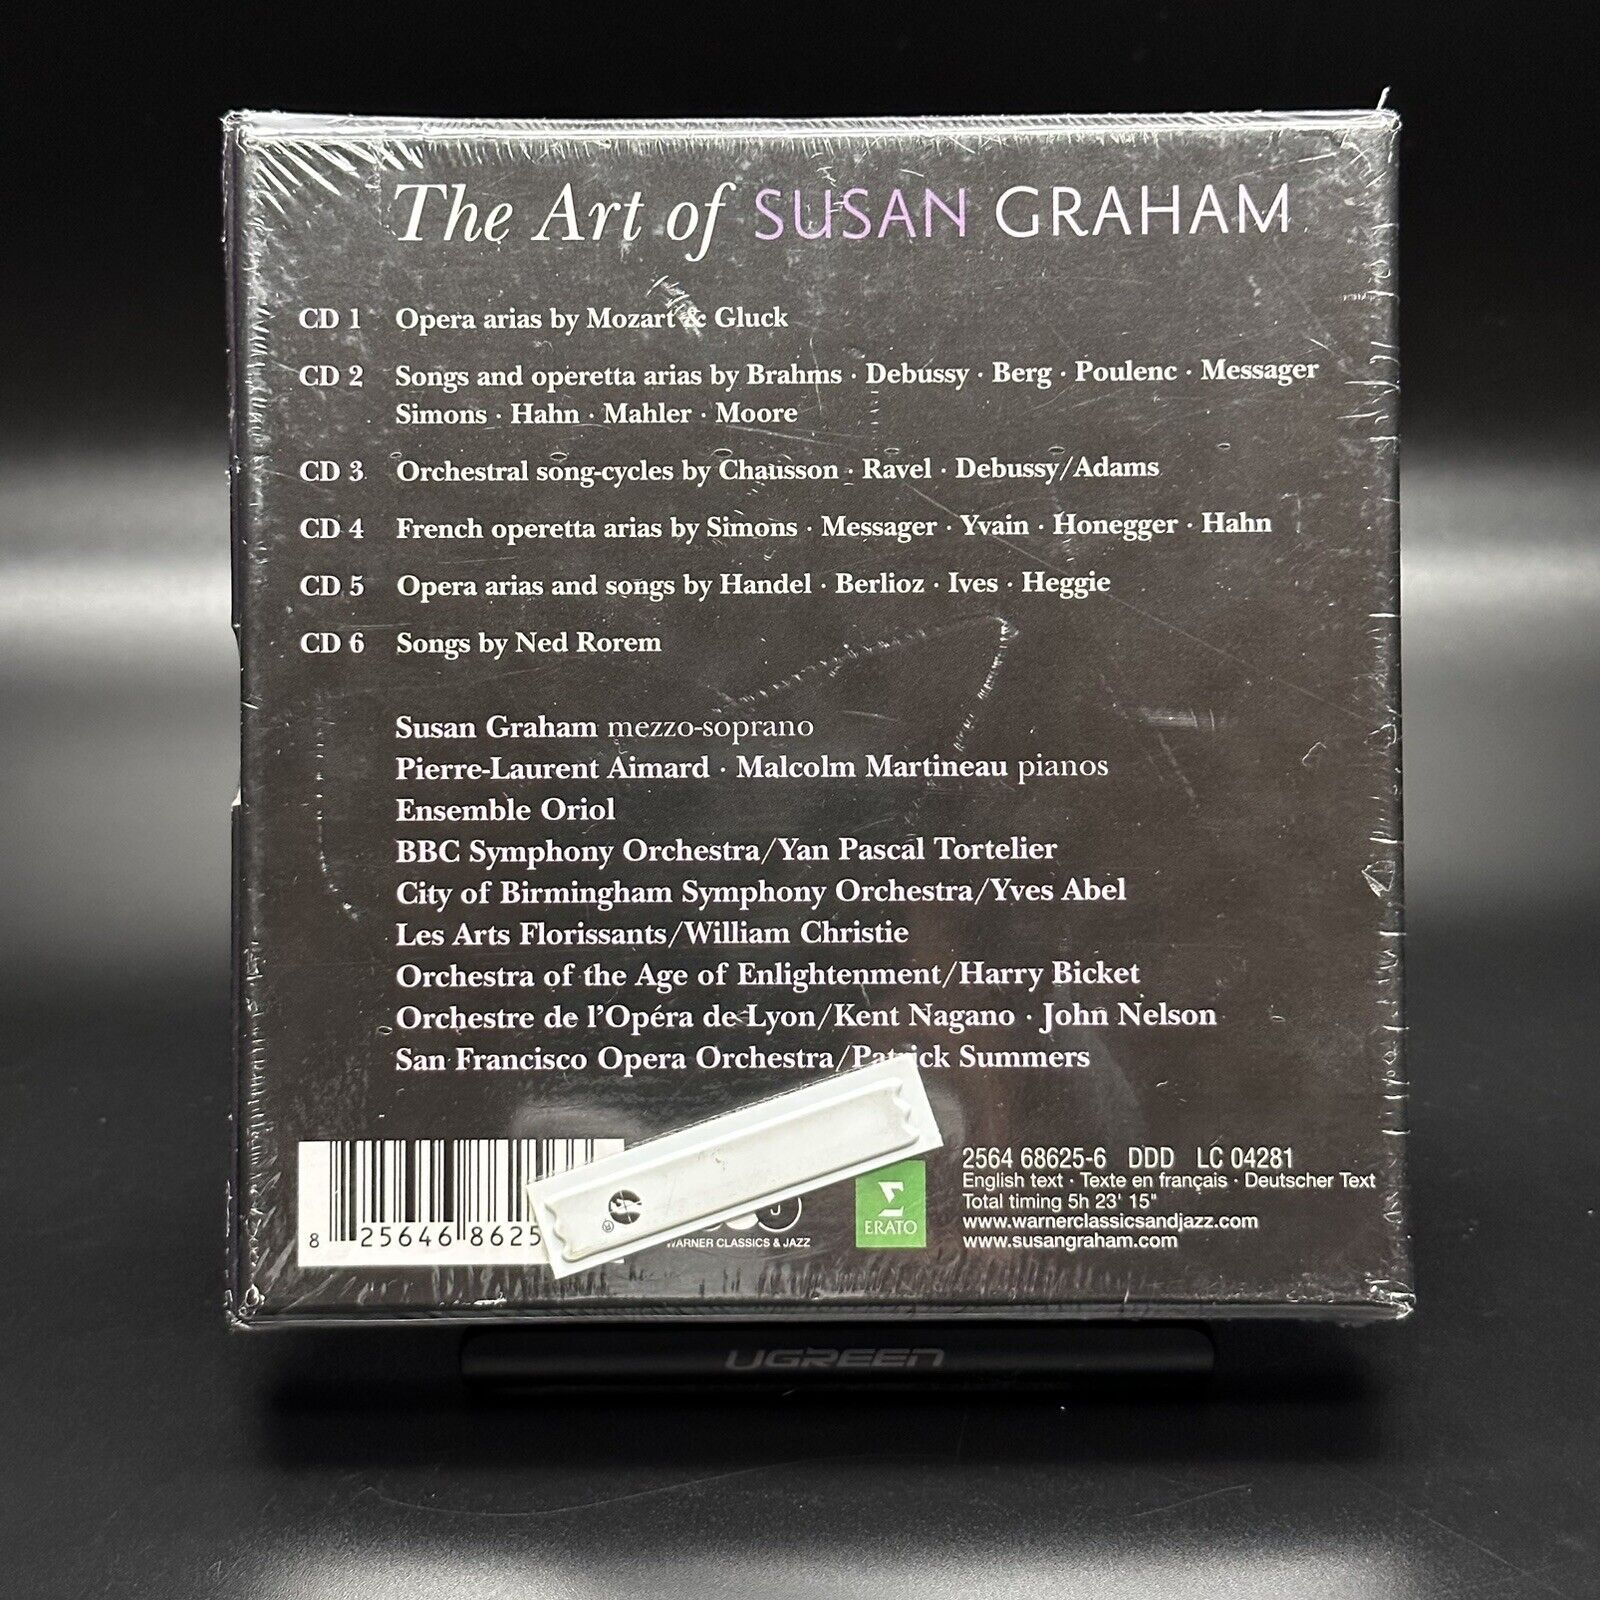 The Art of SUSAN GRAHAM
CD 1 Opera arias by Mozart & Gluck
CD 2 Songs and operetta arias by Brahms · Debussy · Berg · Poulenc · Messager
Simons · Hahn · Mahler · Moore
CD 3 Orchestral song-cycles by Chausson · Ravel · Debussy/Adams
CD 4 French operetta arias by Simons · Messager · Yvain · Honegger · Hahn
CD 5 Opera arias and songs by Handel · Berlioz · Ives · Heggie
CD 6 Songs by Ned Rorem
Susan Graham mezzo-soprano
Pierre-Laurent Aimard · Malcolm Martineau pianos
Ensemble Oriol
BBC Symphony Orchestra/Yan Pascal Tortelier
City of Birmingham Symphony Orchestra/Yves Abel
Les Arts Florissants/William Christie
Orchestra of the Age of Enlightenment/Harry Bicket
Orchestre de l'Opéra de Lyon/Kent Nagano · John Nelson
San Francisco Opera Orchestra/Patrick Summers
8 25646 8625
WARNER CLASSICS & JAZZ
ERATO
2564 68625-6 DDD LC 04281
English text · Texte en français · Deutscher Text
Total timing 5h 23' 15"
www.warnerclassicsandjazz.com
www.susangraham.com
UGREEN